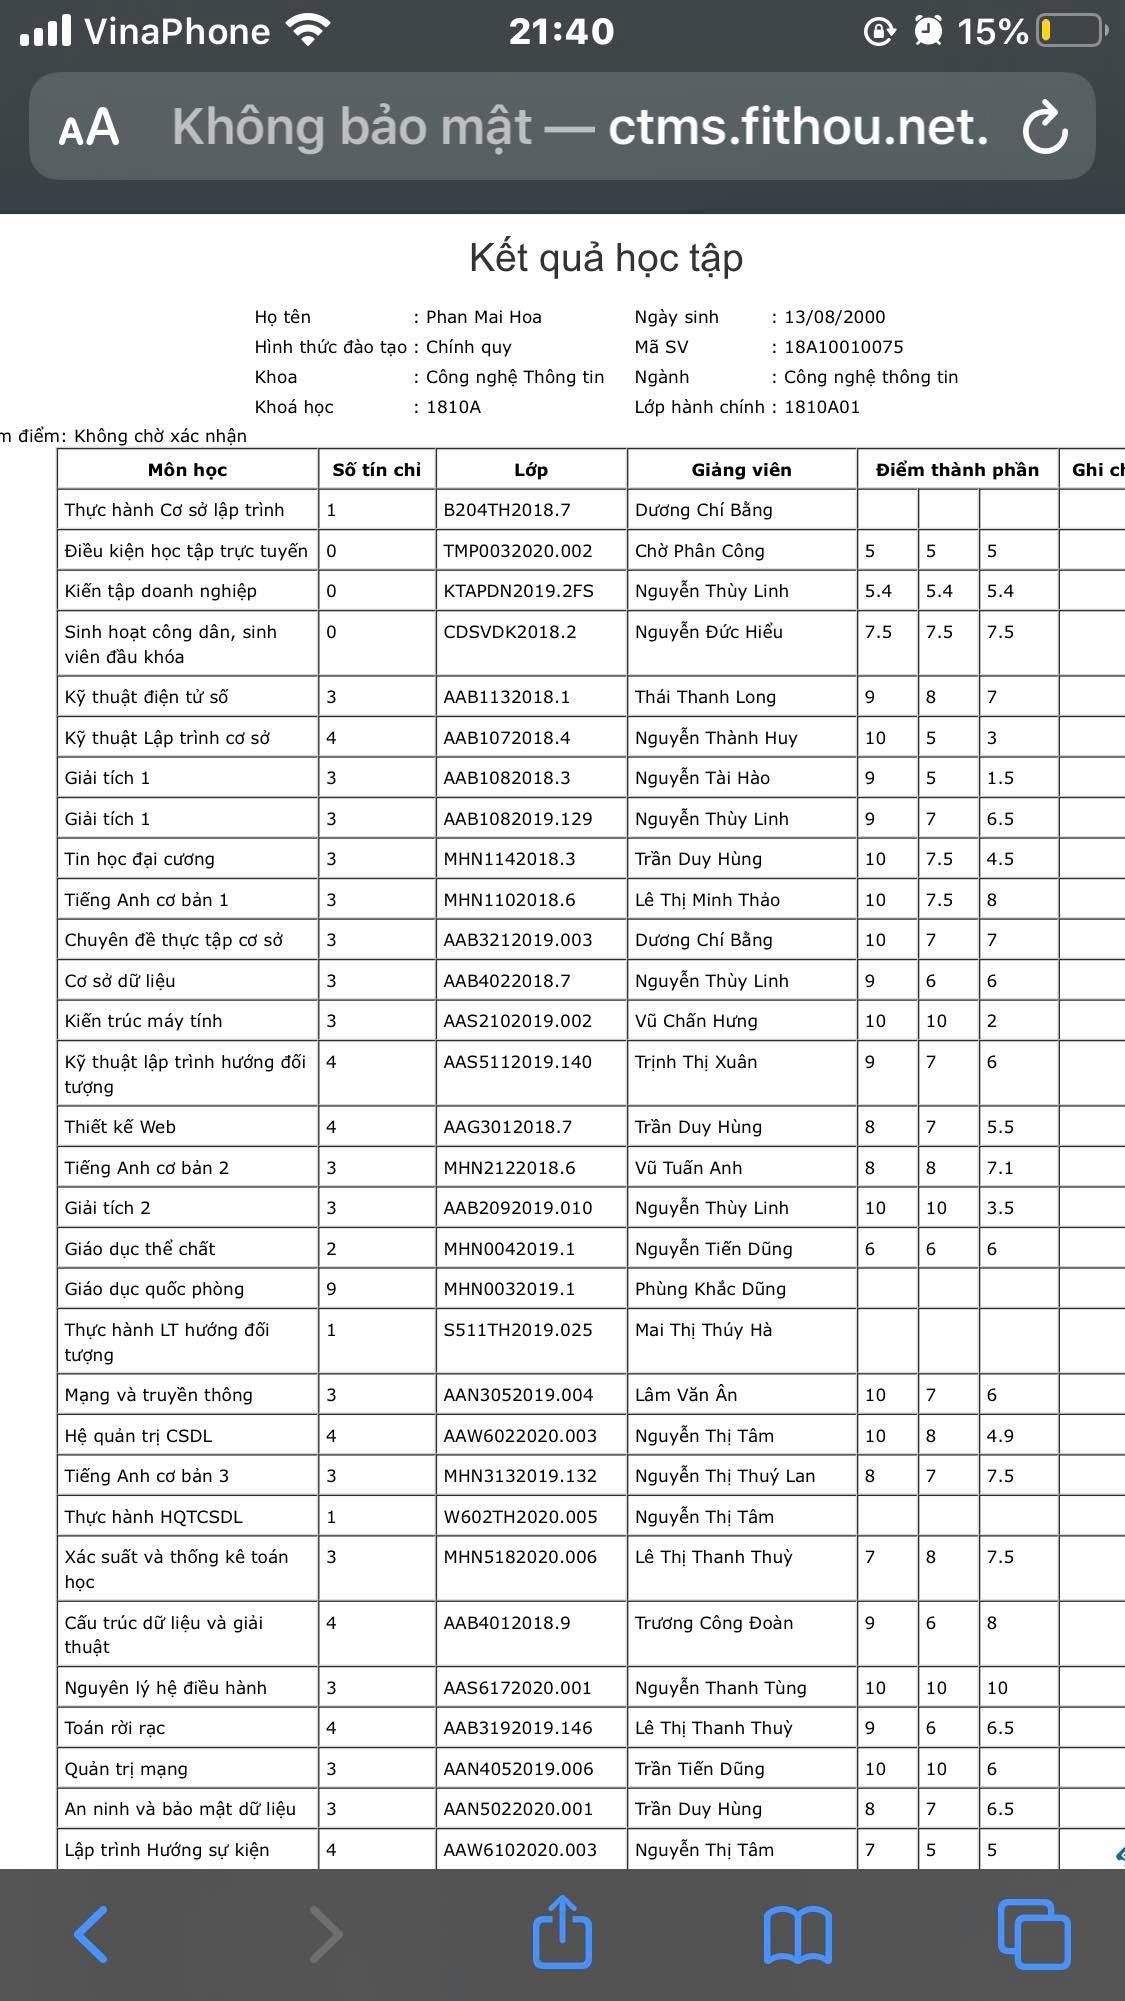 VinaPhone 21:40 15%
AA Không bảo mật — ctms.fithou.net.
Kết quả học tập
Họ tên : Phan Mai Hoa Ngày sinh : 13/08/2000
Hình thức đào tạo : Chính quy Mã SV : 18A10010075
Khoa : Công nghệ Thông tin Ngành : Công nghệ thông tin
Khoá học : 1810A Lớp hành chính : 1810A01
điểm: Không chờ xác nhận
Môn học Số tín chỉ Lớp Giảng viên Điểm thành phần Ghi
Thực hành Cơ sở lập trình 1 B204TH2018.7 Dương Chí Bằng
Điều kiện học tập trực tuyến 0 TMP0032020.002 Chờ Phân Công 5 5 5
Kiến tập doanh nghiệp 0 KTAPDN2019.2FS Nguyễn Thùy Linh 5.4 5.4 5.4
Sinh hoạt công dân, sinh 0 CDSVDK2018.2 Nguyễn Đức Hiểu 7.5 7.5 7.5
viên đầu khóa
Kỹ thuật điện tử số 3 AAB1132018.1 Thái Thanh Long 9 8 7
Kỹ thuật Lập trình cơ sở 4 AAB1072018.4 Nguyễn Thành Huy 10 5 3
Giải tích 1 3 AAB1082018.3 Nguyễn Tài Hào 9 5 1.5
Giải tích 1 3 AAB1082019.129 Nguyễn Thùy Linh 9 7 6.5
Tin học đại cương 3 MHN1142018.3 Trần Duy Hùng 10 7.5 4.5
Tiếng Anh cơ bản 1 3 MHN1102018.6 Lê Thị Minh Thảo 10 7.5 8
Chuyên đề thực tập cơ sở 3 AAB3212019.003 Dương Chí Bằng 10 7 7
Cơ sở dữ liệu 3 AAB4022018.7 Nguyễn Thùy Linh 9 6 6
Kiến trúc máy tính 3 AAS2102019.002 Vũ Chấn Hưng 10 10 2
Kỹ thuật lập trình hướng đối 4 AAS5112019.140 Trịnh Thị Xuân 9 7 6
tượng
Thiết kế Web 4 AAG3012018.7 Trần Duy Hùng 8 7 5.5
Tiếng Anh cơ bản 2 3 MHN2122018.6 Vũ Tuấn Anh 8 8 7.1
Giải tích 2 3 AAB2092019.010 Nguyễn Thùy Linh 10 10 3.5
Giáo dục thể chất 2 MHN0042019.1 Nguyễn Tiến Dũng 6 6 6
Giáo dục quốc phòng 9 MHN0032019.1 Phùng Khắc Dũng
Thực hành LT hướng đối 1 S511TH2019.025 Mai Thị Thúy Hà
tượng
Mạng và truyền thông 3 AAN3052019.004 Lâm Văn Ân 10 7 6
Hệ quản trị CSDL 4 AAW6022020.003 Nguyễn Thị Tâm 10 8 4.9
Tiếng Anh cơ bản 3 3 MHN3132019.132 Nguyễn Thị Thuý Lan 8 7 7.5
Thực hành HQTCSDL 1 W602TH2020.005 Nguyễn Thị Tâm
Xác suất và thống kê toán 3 MHN5182020.006 Lê Thị Thanh Thuỳ 7 8 7.5
học
Cấu trúc dữ liệu và giải 4 AAB4012018.9 Trương Công Đoàn 9 6 8
thuật
Nguyên lý hệ điều hành 3 AAS6172020.001 Nguyễn Thanh Tùng 10 10 10
Toán rời rạc 4 AAB3192019.146 Lê Thị Thanh Thuỳ 9 6 6.5
Quản trị mạng 3 AAN4052019.006 Trần Tiến Dũng 10 10 6
An ninh và bảo mật dữ liệu 3 AAN5022020.001 Trần Duy Hùng 8 7 6.5
Lập trình Hướng sự kiện 4 AAW6102020.003 Nguyễn Thị Tâm 7 5 5